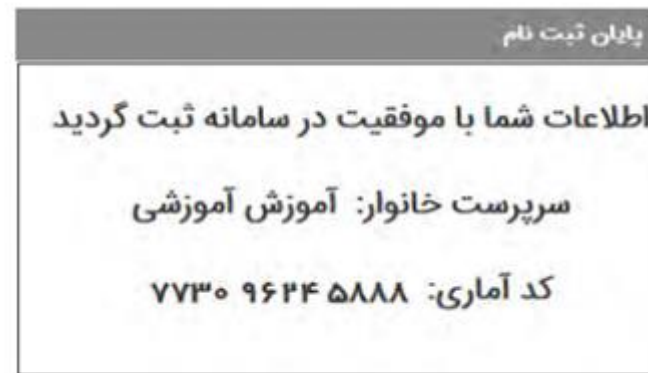 پایان ثبت نام
اطلاعات شما با موفقیت در سامانه ثبت گردید
سرپرست خانوار: آموزش آموزشی
کد آماری: ۷۷۳۰ ۹۶۲۴ ۵۸۸۸